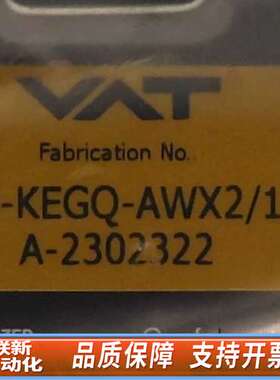 VAT
Fabrication No.
-KEGQ-AWX2/1
A-2302322
联新
动化
品质保障 支持开票